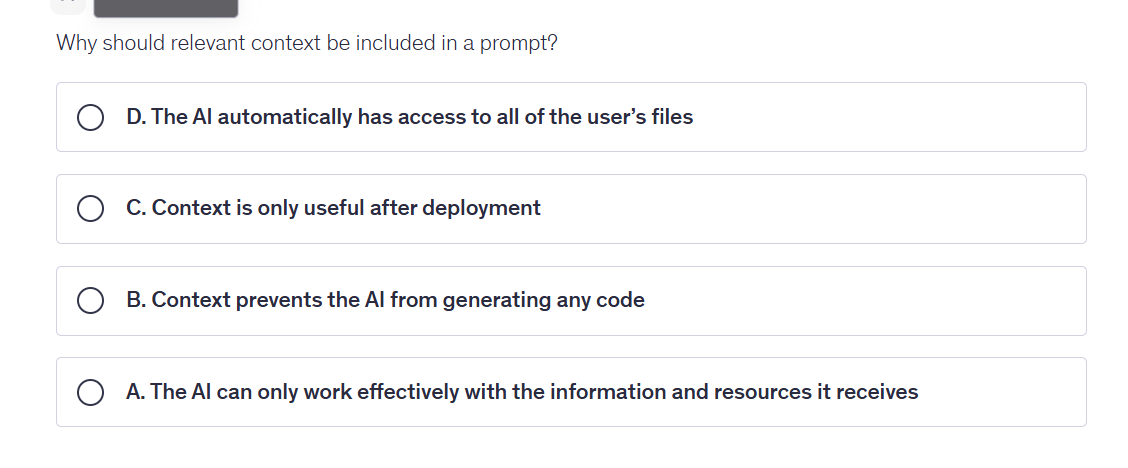 Why should relevant context be included in a prompt?
D. The AI automatically has access to all of the user’s files
C. Context is only useful after deployment
B. Context prevents the AI from generating any code
A. The AI can only work effectively with the information and resources it receives